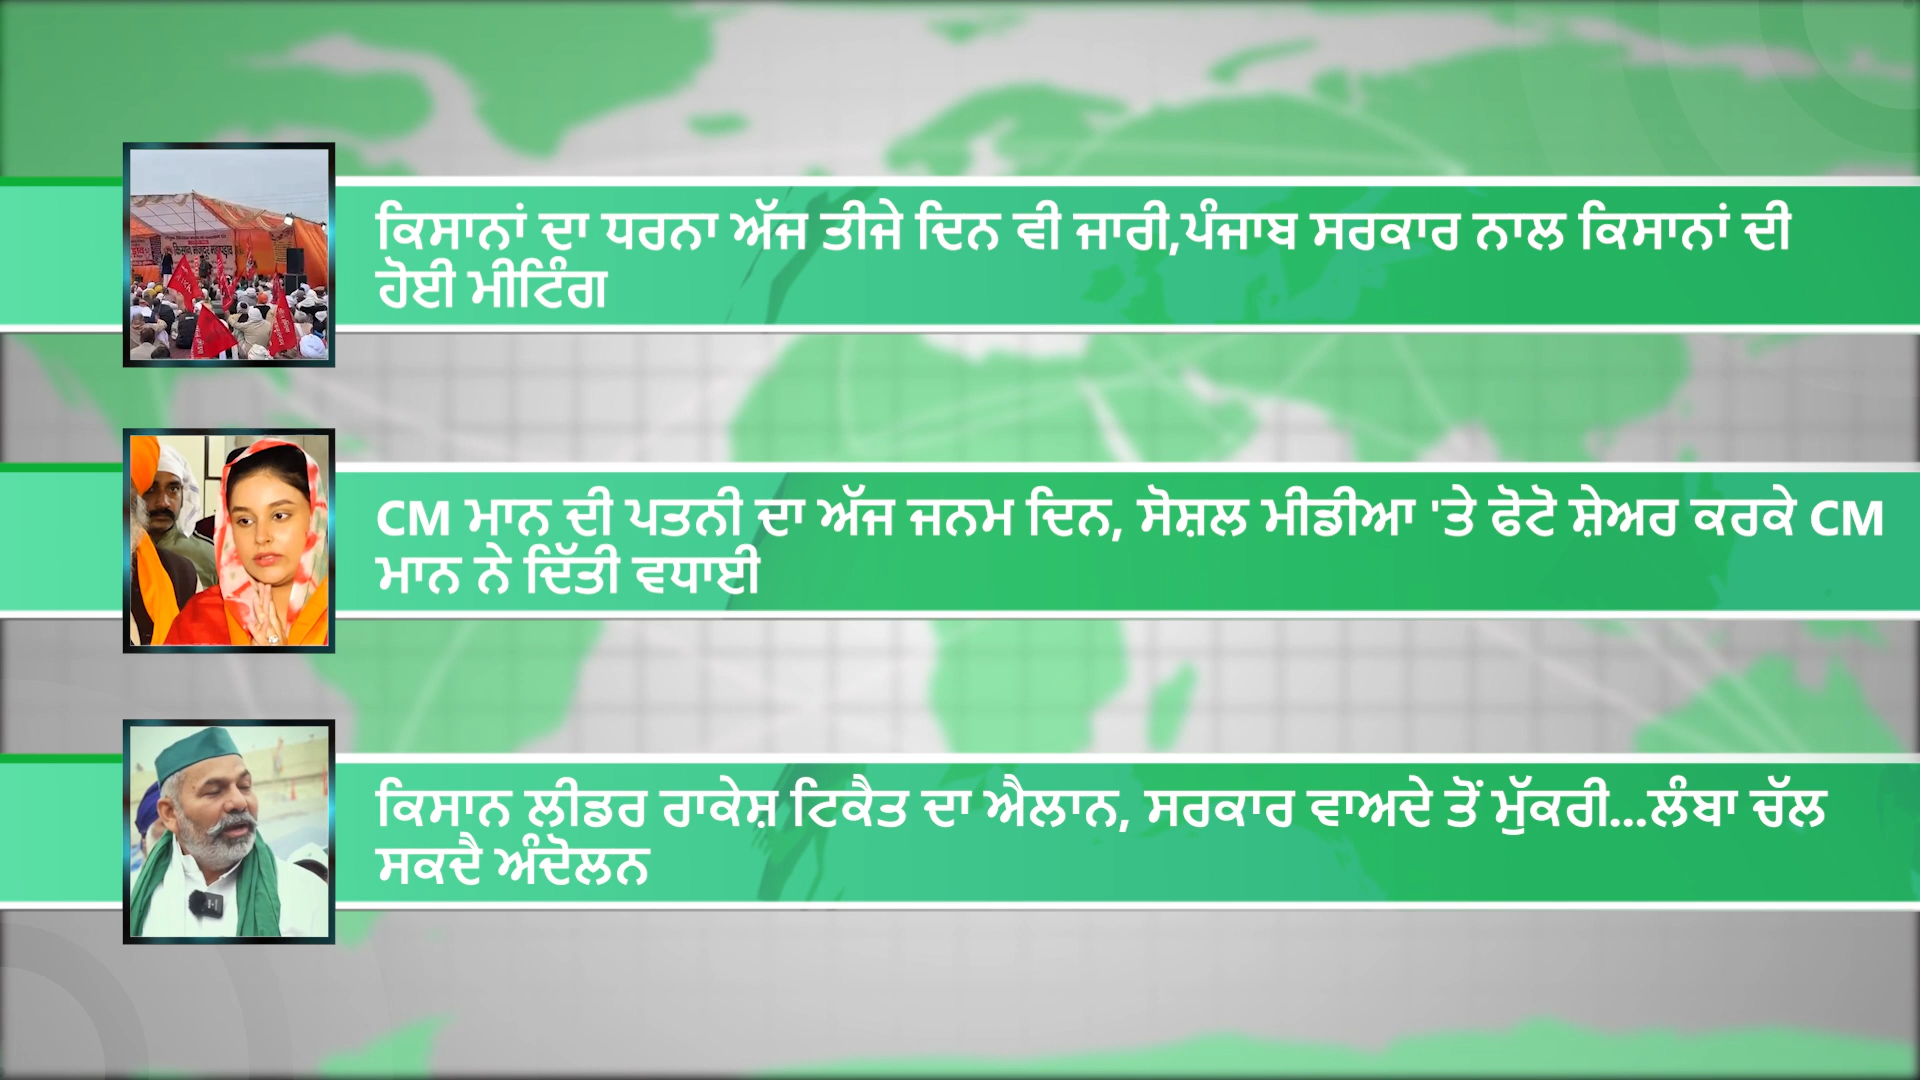 ਕਿਸਾਨਾਂ ਦਾ ਧਰਨਾ ਅੱਜ ਤੀਜੇ ਦਿਨ ਵੀ ਜਾਰੀ,ਪੰਜਾਬ ਸਰਕਾਰ ਨਾਲ ਕਿਸਾਨਾਂ ਦੀ
ਹੋਈ ਮੀਟਿੰਗ
CM ਮਾਨ ਦੀ ਪਤਨੀ ਦਾ ਅੱਜ ਜਨਮ ਦਿਨ, ਸੋਸ਼ਲ ਮੀਡੀਆ 'ਤੇ ਫੋਟੋ ਸ਼ੇਅਰ ਕਰਕੇ CM
ਮਾਨ ਨੇ ਦਿੱਤੀ ਵਧਾਈ
ਕਿਸਾਨ ਲੀਡਰ ਰਾਕੇਸ਼ ਟਿਕੈਤ ਦਾ ਐਲਾਨ, ਸਰਕਾਰ ਵਾਅਦੇ ਤੋਂ ਮੁੱਕਰੀ...ਲੰਬਾ ਚੱਲ
ਸਕਦੈ ਅੰਦੋਲਨ